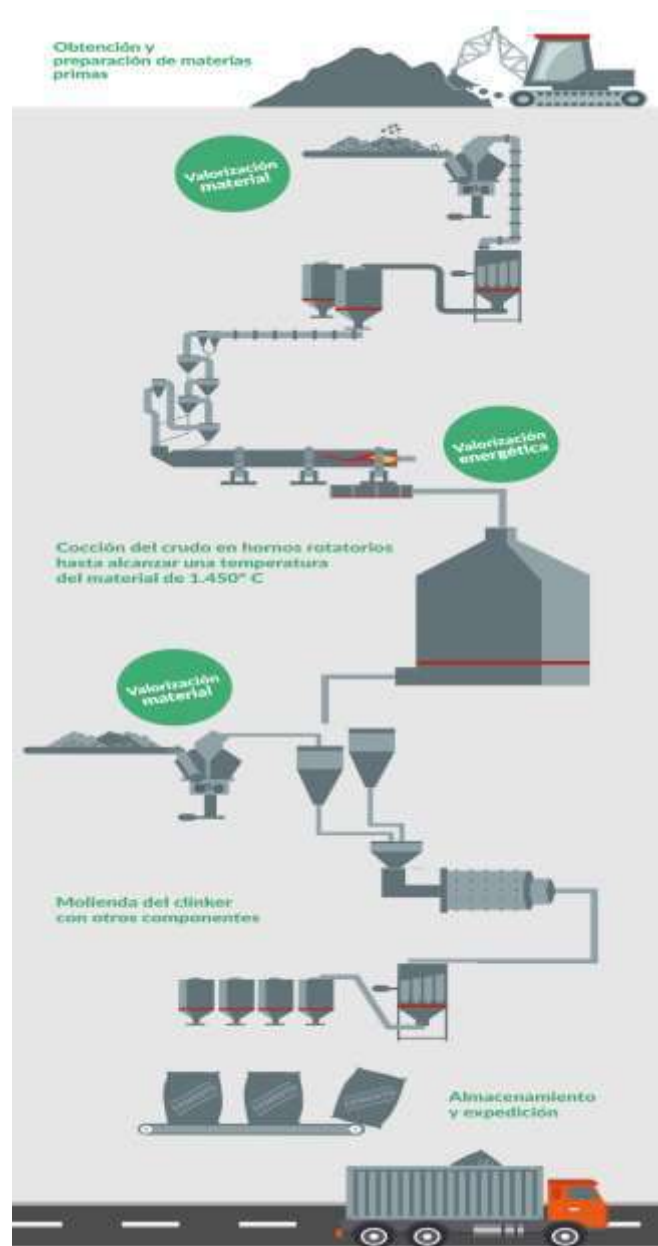 Obtención y
preparación de materias
primas
Valorización
material
Valorización
energética
Cocción del crudo en hornos rotatorios
hasta alcanzar una temperatura
del material de 1.450º C
Valorización
material
Molienda del clinker
con otros componentes
Almacenamiento
y expedición